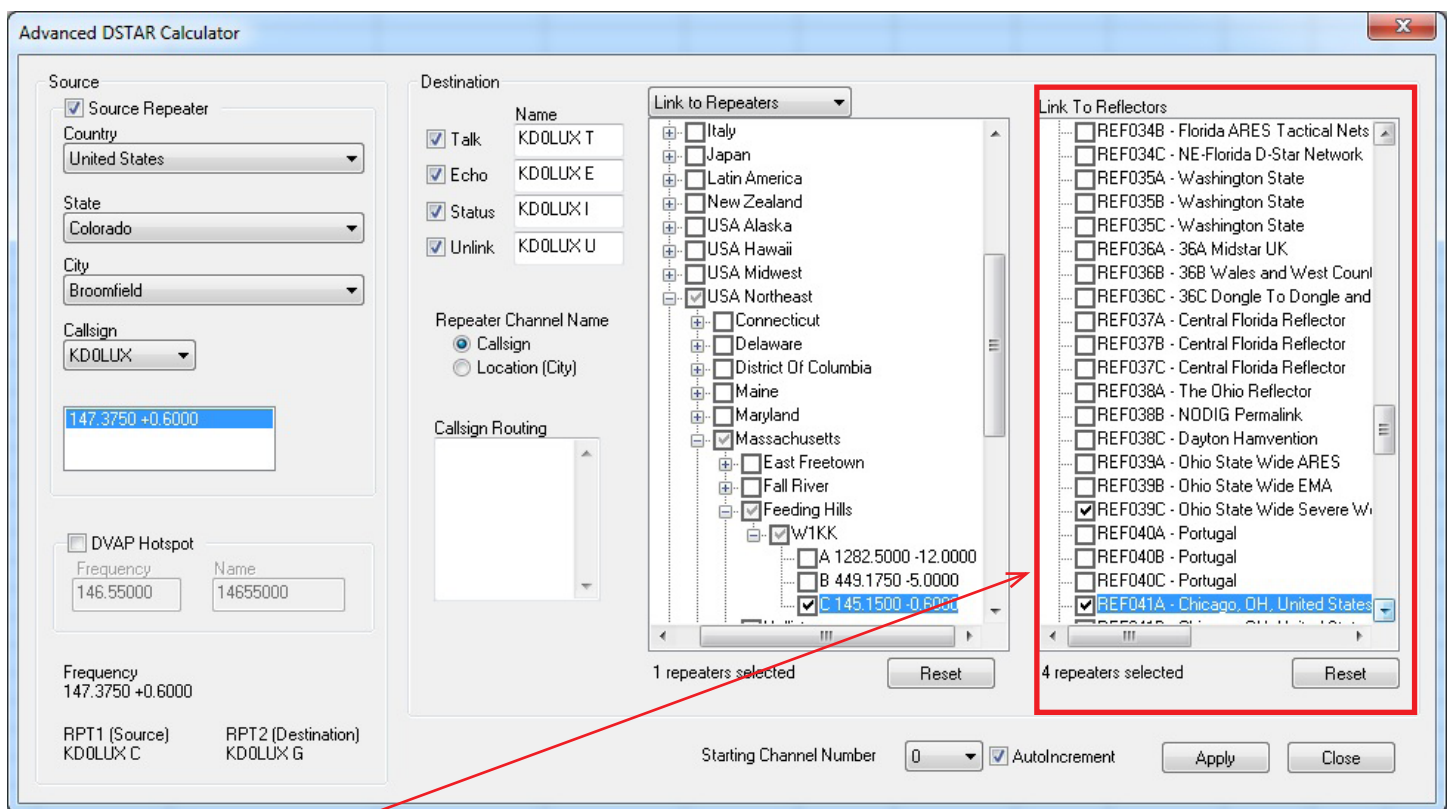 Advanced DSTAR Calculator
Source
Source Repeater
Country
United States
State
Colorado
City
Broomfield
Callsign
KD0LUX
147.3750 +0.6000
DVAP Hotspot
Frequency
Name
146.55000
14655000
Frequency
147.3750 +0.6000
RPT1 (Source)
RPT2 (Destination)
KD0LUX C
KD0LUX G
Destination
Name
Talk
KD0LUX T
Echo
KD0LUX E
Status
KD0LUX I
Unlink
KD0LUX U
Repeater Channel Name
Callsign
Location (City)
Callsign Routing
Link to Repeaters
Italy
Japan
Latin America
New Zealand
USA Alaska
USA Hawaii
USA Midwest
USA Northeast
Connecticut
Delaware
District Of Columbia
Maine
Maryland
Massachusetts
East Freetown
Fall River
Feeding Hills
W1KK
A 1282.5000 -12.0000
B 449.1750 -5.0000
C 145.1500 -0.6000
1 repeaters selected
Reset
Link To Reflectors
REF034B - Florida ARES Tactical Nets
REF034C - NE-Florida D-Star Network
REF035A - Washington State
REF035B - Washington State
REF035C - Washington State
REF036A - 36A Midstar UK
REF036B - 36B Wales and West
REF036C - 36C Dongle To Dongle and
REF037A - Central Florida Reflector
REF037B - Central Florida Reflector
REF037C - Central Florida Reflector
REF038A - The Ohio Reflector
REF038B - NODIG Permalink
REF038C - Dayton Hamvention
REF039A - Ohio State Wide ARES
REF039B - Ohio State Wide EMA
REF039C - Ohio State Wide Severe
REF040A - Portugal
REF040B - Portugal
REF040C - Portugal
REF041A - Chicago, OH, United States
4 repeaters selected
Reset
Starting Channel Number
0
AutoIncrement
Apply
Close